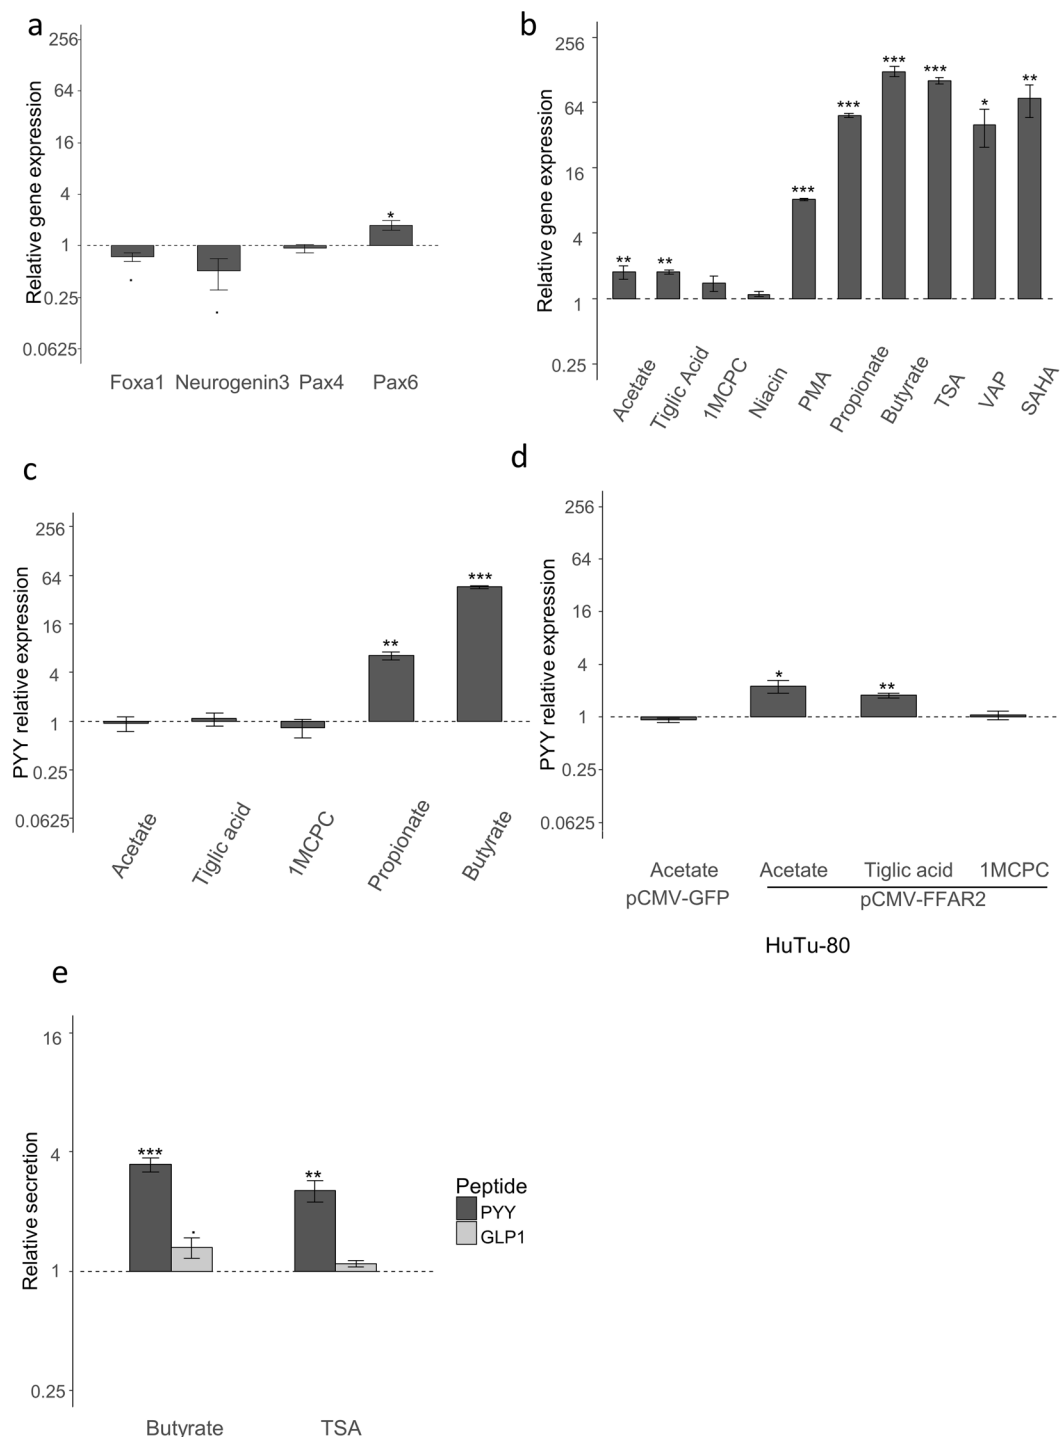 a
Relative gene expression
256
64
16
4
1
0.25
0.0625
*
.
.
Foxa1 Neurogenin3 Pax4 Pax6
b
Relative gene expression
256
64
16
4
1
0.25
** ** *** *** *** *** * **
Acetate
Tiglic Acid
1MCPC
Niacin
PMA
Propionate
Butyrate
TSA
VAP
SAHA
c
PYY relative expression
256
64
16
4
1
0.25
0.0625
** ***
Acetate
Tiglic acid
1MCPC
Propionate
Butyrate
d
PYY relative expression
256
64
16
4
1
0.25
0.0625
* **
Acetate Acetate Tiglic acid 1MCPC
pCMV-GFP pCMV-FFAR2
HuTu-80
e
Relative secretion
16
4
1
0.25
*** . **
Butyrate TSA
Peptide
PYY
GLP1